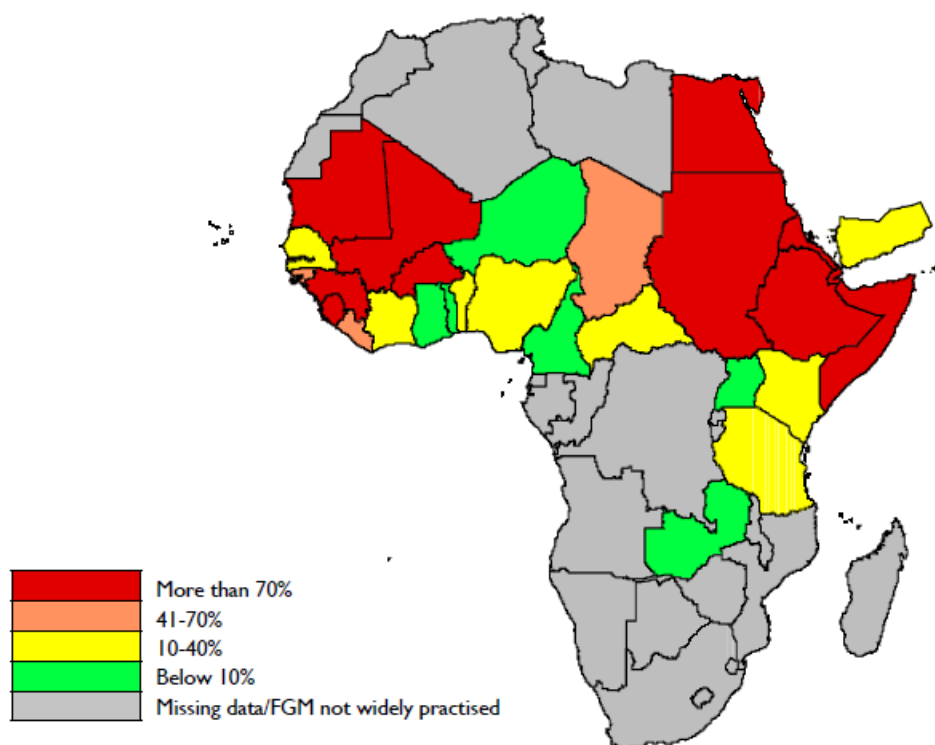 More than 70%
41-70%
10-40%
Below 10%
Missing data/FGM not widely practised